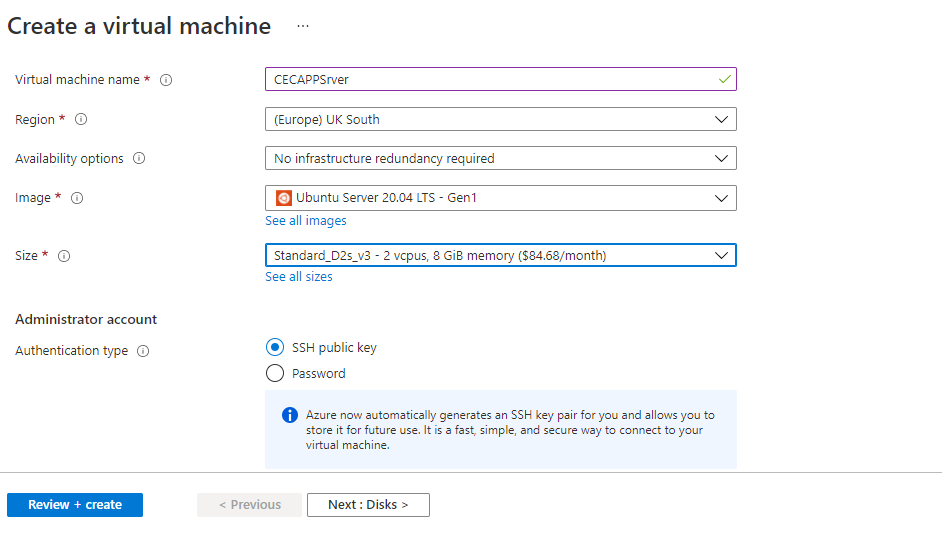 Create a virtual machine ...
Virtual machine name * CECAPPSrver
Region * (Europe) UK South
Availability options No infrastructure redundancy required
Image * Ubuntu Server 20.04 LTS - Gen1
See all images
Size * Standard_D2s_v3 - 2 vcpus, 8 GiB memory ($84.68/month)
See all sizes
Administrator account
Authentication type SSH public key
Password
Azure now automatically generates an SSH key pair for you and allows you to
store it for future use. It is a fast, simple, and secure way to connect to your
virtual machine.
Review + create < Previous Next : Disks >